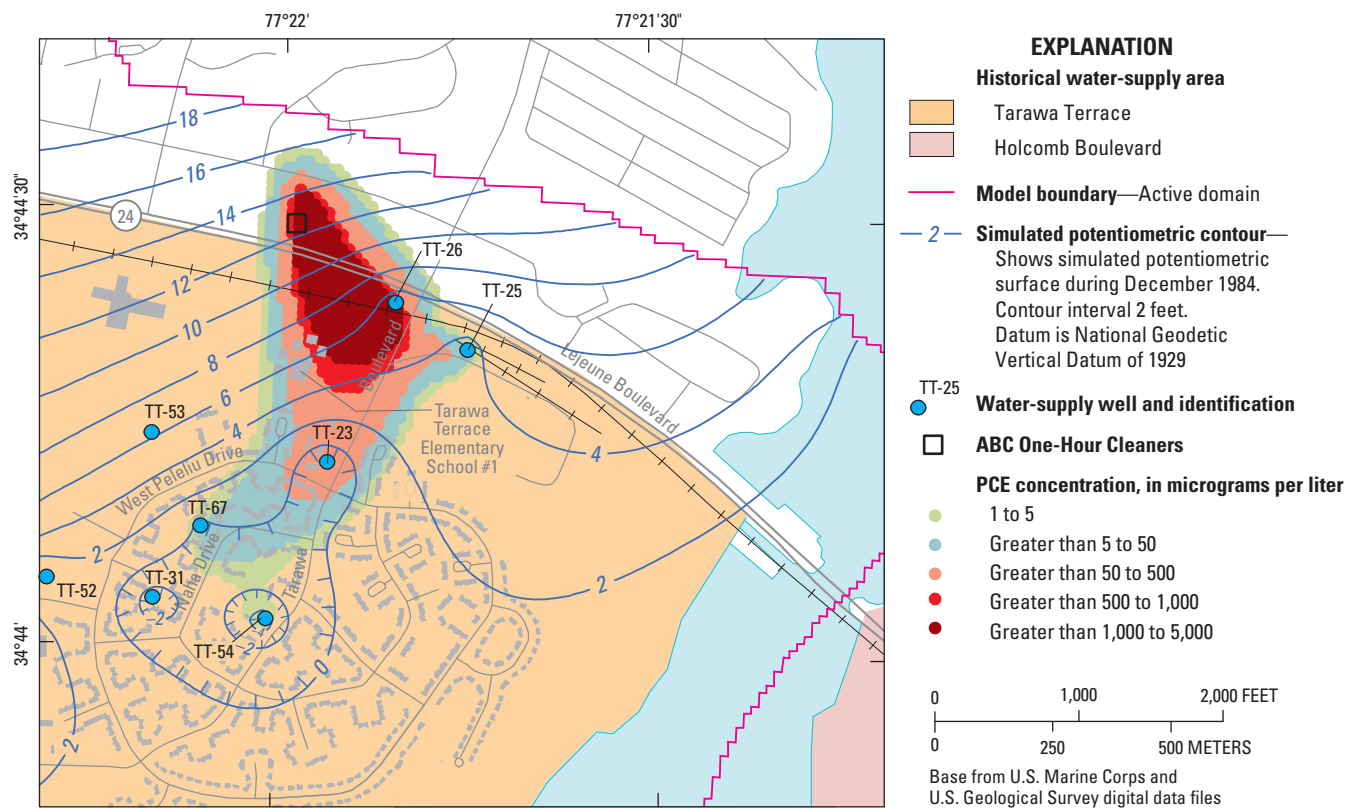 77°22'
77°21'30"
34°44'30"
34°44'
18
16
14
12
10
8
6
4
2
24
TT-26
TT-25
Boulevard
Lejeune Boulevard
Tarawa
Terrace
Elementary
School #1
TT-53
TT-23
West Peleliu Drive
TT-67
2
TT-52
TT-31
Naha Drive
Tarawa
–2
–4
–2
TT-54
0
2
4
2
EXPLANATION
Historical water-supply area
Tarawa Terrace
Holcomb Boulevard
Model boundary—Active domain
2
Simulated potentiometric contour—
Shows simulated potentiometric
surface during December 1984.
Contour interval 2 feet.
Datum is National Geodetic
Vertical Datum of 1929
TT-25
Water-supply well and identification
ABC One-Hour Cleaners
PCE concentration, in micrograms per liter
1 to 5
Greater than 5 to 50
Greater than 50 to 500
Greater than 500 to 1,000
Greater than 1,000 to 5,000
0 1,000 2,000 FEET
0 250 500 METERS
Base from U.S. Marine Corps and
U.S. Geological Survey digital data files